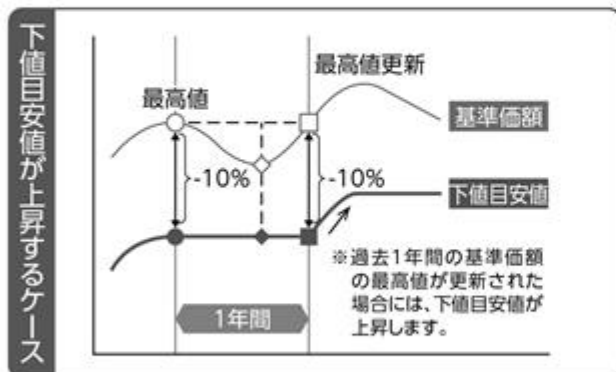 下値目安値が上昇するケース
最高値更新
最高値
基準価額
-10%
-10%
下値目安値
※過去1年間の基準価額
の最高値が更新された
場合には、下値目安値が
上昇します。
1年間